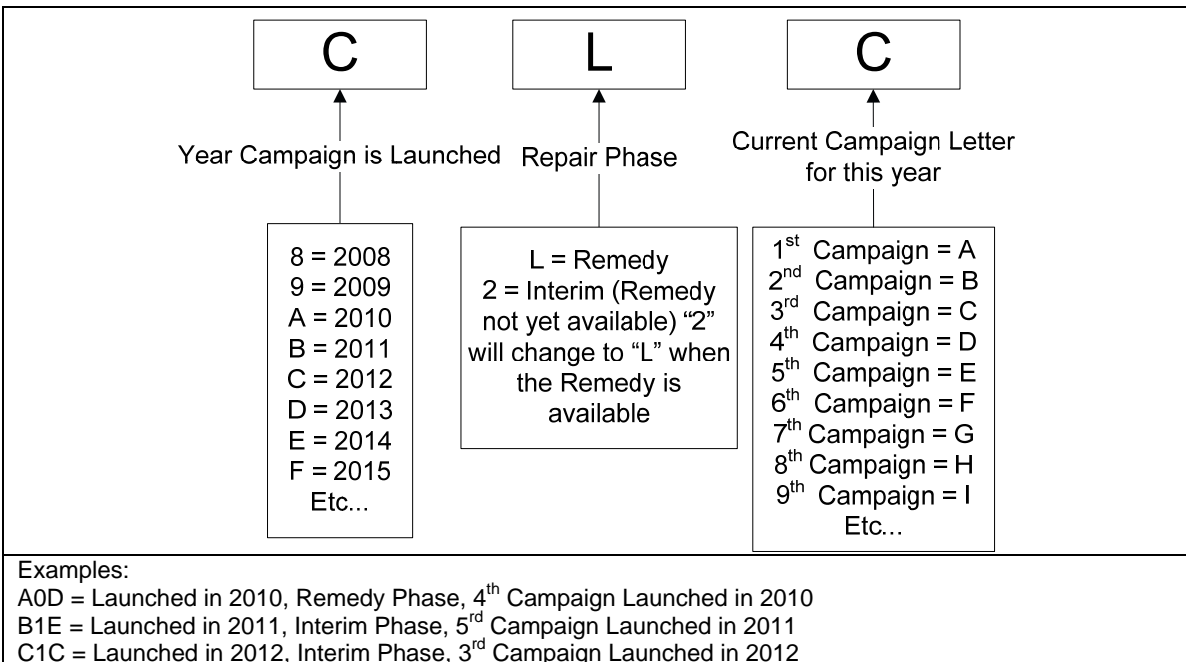 C
L
C
Year Campaign is Launched
Repair Phase
Current Campaign Letter
for this year
8 = 2008
9 = 2009
A = 2010
B = 2011
C = 2012
D = 2013
E = 2014
F = 2015
Etc...
L = Remedy
2 = Interim (Remedy
not yet available) “2”
will change to “L” when
the Remedy is
available
1st Campaign = A
2nd Campaign = B
3rd Campaign = C
4th Campaign = D
5th Campaign = E
6th Campaign = F
7th Campaign = G
8th Campaign = H
9th Campaign = I
Etc...
Examples:
A0D = Launched in 2010, Remedy Phase, 4th Campaign Launched in 2010
B1E = Launched in 2011, Interim Phase, 5rd Campaign Launched in 2011
C1C = Launched in 2012, Interim Phase, 3rd Campaign Launched in 2012